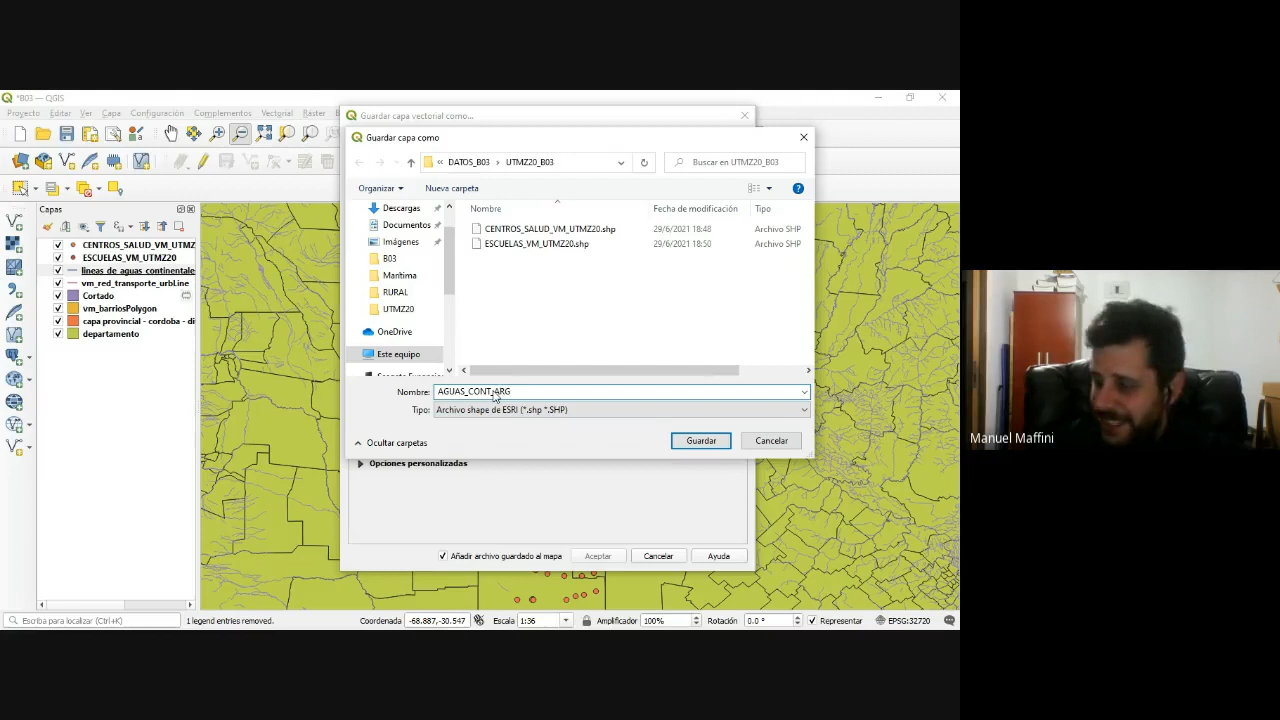 *B03 — QGIS
Proyecto Editar Ver Capa Configuración Complementos Vectorial Ráster
Guardar capa vectorial como...
Guardar capa como
DATOS_B03 › UTMZ20_B03
Buscar en UTMZ20_B03
Organizar
Nueva carpeta
Descargas
Documentos
Imágenes
B03
Marítima
RURAL
UTMZ20
OneDrive
Este equipo
Nombre
Fecha de modificación
Tipo
CENTROS_SALUD_VM_UTMZ20.shp 29/6/2021 18:48 Archivo SHP
ESCUELAS_VM_UTMZ20.shp 29/6/2021 18:50 Archivo SHP
Nombre: AGUAS_CONT_ARG
Tipo: Archivo shape de ESRI (*.shp *.SHP)
Ocultar carpetas
Guardar
Cancelar
Opciones personalizadas
Añadir archivo guardado al mapa
Aceptar
Cancelar
Ayuda
Capas
CENTROS_SALUD_VM_UTMZ
ESCUELAS_VM_UTMZ20
lineas de aguas continentale
vm_red_transporte_urbLine
Cortado
vm_barriosPolygon
capa provincial - cordoba - di
departamento
Escriba para localizar (Ctrl+K)
1 legend entries removed.
Coordenada -68.887,-30.547
Escala 1:36
Amplificador 100%
Rotación 0.0 °
Representar
EPSG:32720
Manuel Maffini